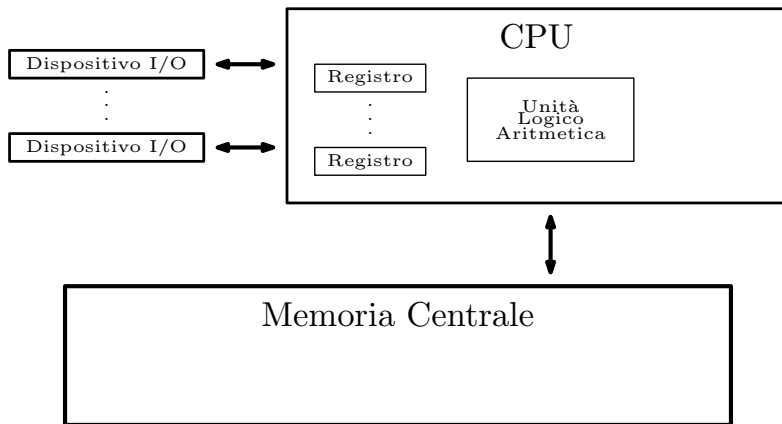 CPU
Dispositivo I/O
Registro
Unità
Logico
Aritmetica
Dispositivo I/O
Registro
Memoria Centrale